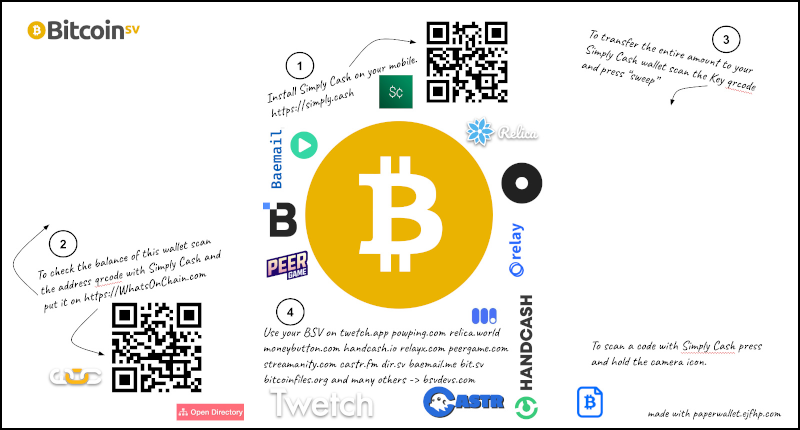 BitcoinSV
1
Install Simply Cash on your mobile.
https://simply.cash
$¢
3
To transfer the entire amount to your
Simply Cash wallet scan the Key qrcode
and press "sweep"
Baemail
Relica
B
PEER
GAME
relay
2
To check the balance of this wallet scan
the address qrcode with Simply Cash and
put it on https://WhatsOnChain.com
4
Use your BSV on twetch.app powping.com relica.world
moneybutton.com handcash.io relayx.com peergame.com
streamanity.com castr.fm dir.sv baemail.me bit.sv
bitcoinfiles.org and many others -> bsvdevs.com
HANDCASH
To scan a code with Simply Cash press
and hold the camera icon.
Open Directory
Twetch
CASTR
made with paperwallet.ejfhp.com